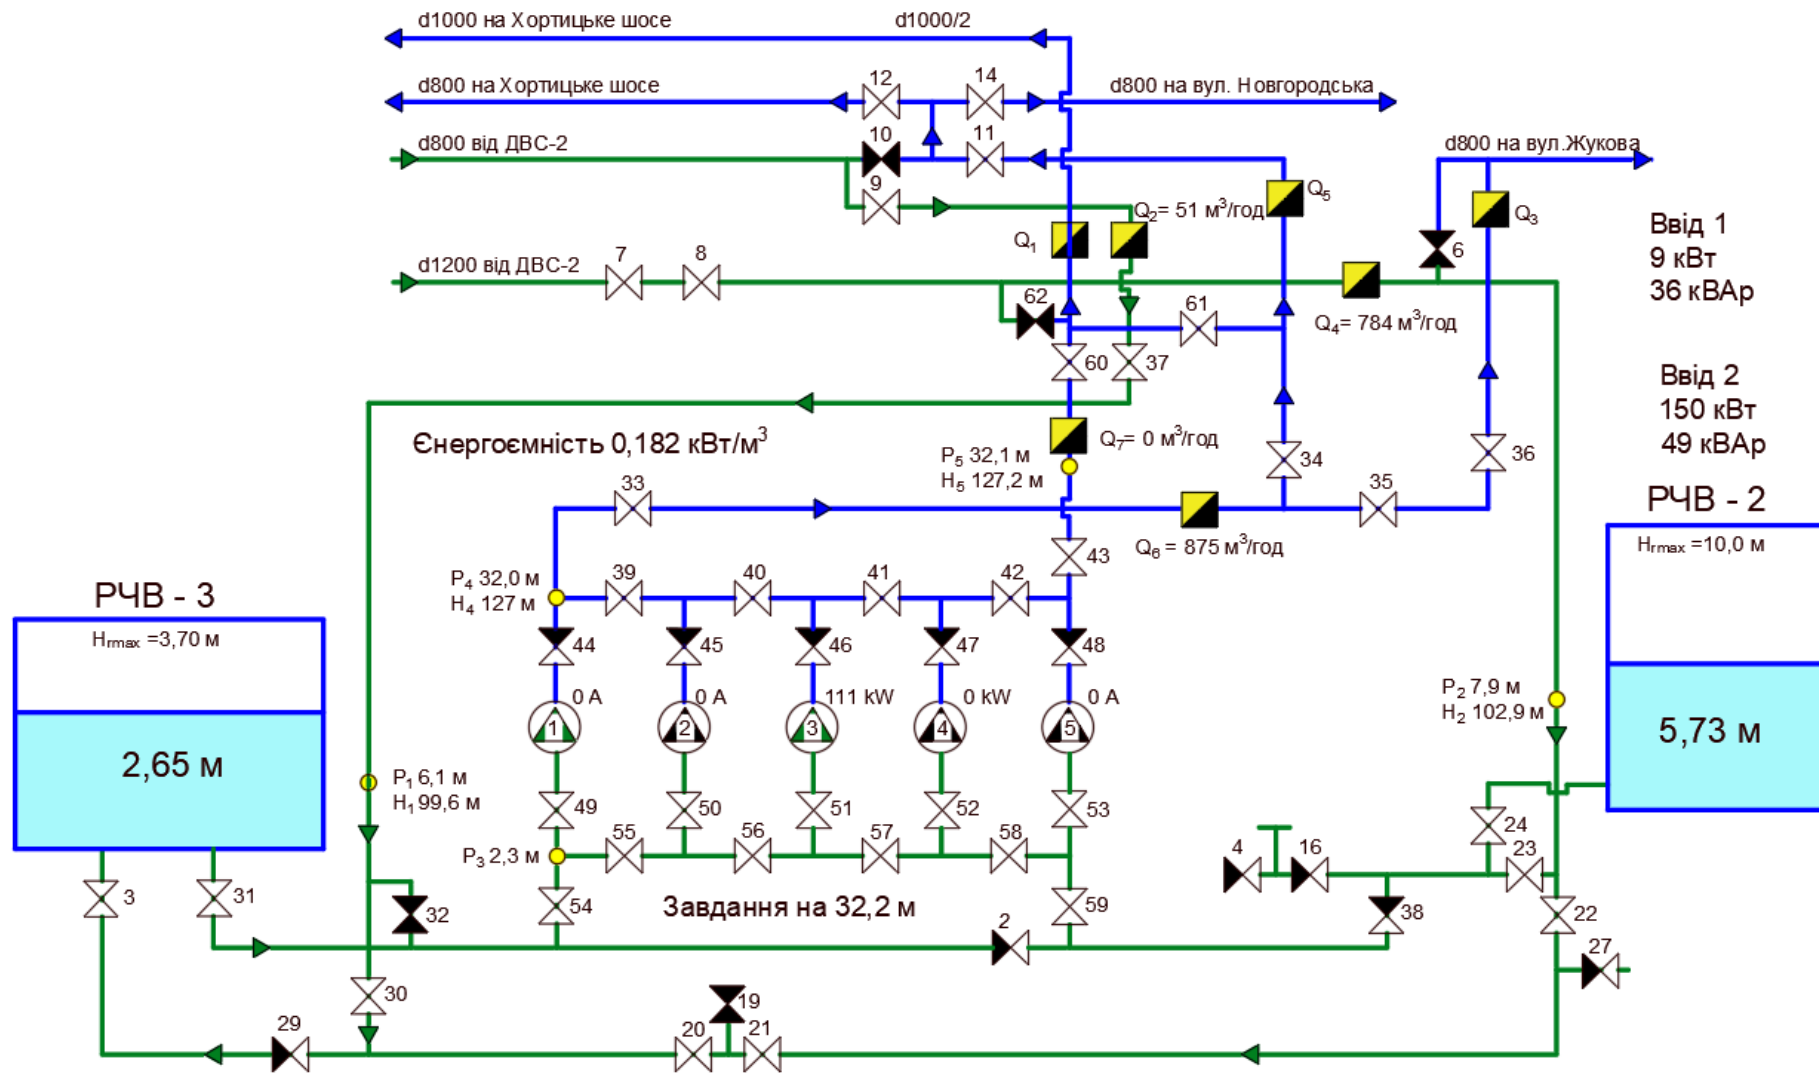 d1000 на Хортицьке шосе
d1000/2
d800 на Хортицьке шосе
12
14
d800 на вул. Новгородська
d800 від ДВС-2
10
11
d800 на вул.Жукова
9
Q2= 51 м³/год
Q5
Q3
Q1
Ввід 1
9 кВт
36 кВАр
d1200 від ДВС-2
7
8
6
62
61
Q4= 784 м³/год
60
37
Ввід 2
150 кВт
49 кВАр
Єнергоємність 0,182 кВт/м³
Q7= 0 м³/год
P5 32,1 м
H5 127,2 м
34
36
33
35
РЧВ - 2
Hrmax =10,0 м
Q6 = 875 м³/год
43
P4 32,0 м
H4 127 м
39
40
41
42
РЧВ - 3
Hrmax =3,70 м
44
45
46
47
48
0 A
0 A
111 kW
0 kW
0 A
1
2
3
4
5
P2 7,9 м
H2 102,9 м
5,73 м
2,65 м
P1 6,1 м
H1 99,6 м
49
50
51
52
53
24
55
56
57
58
P3 2,3 м
4
16
23
3
31
32
54
Завдання на 32,2 м
59
38
22
2
27
30
19
29
20
21